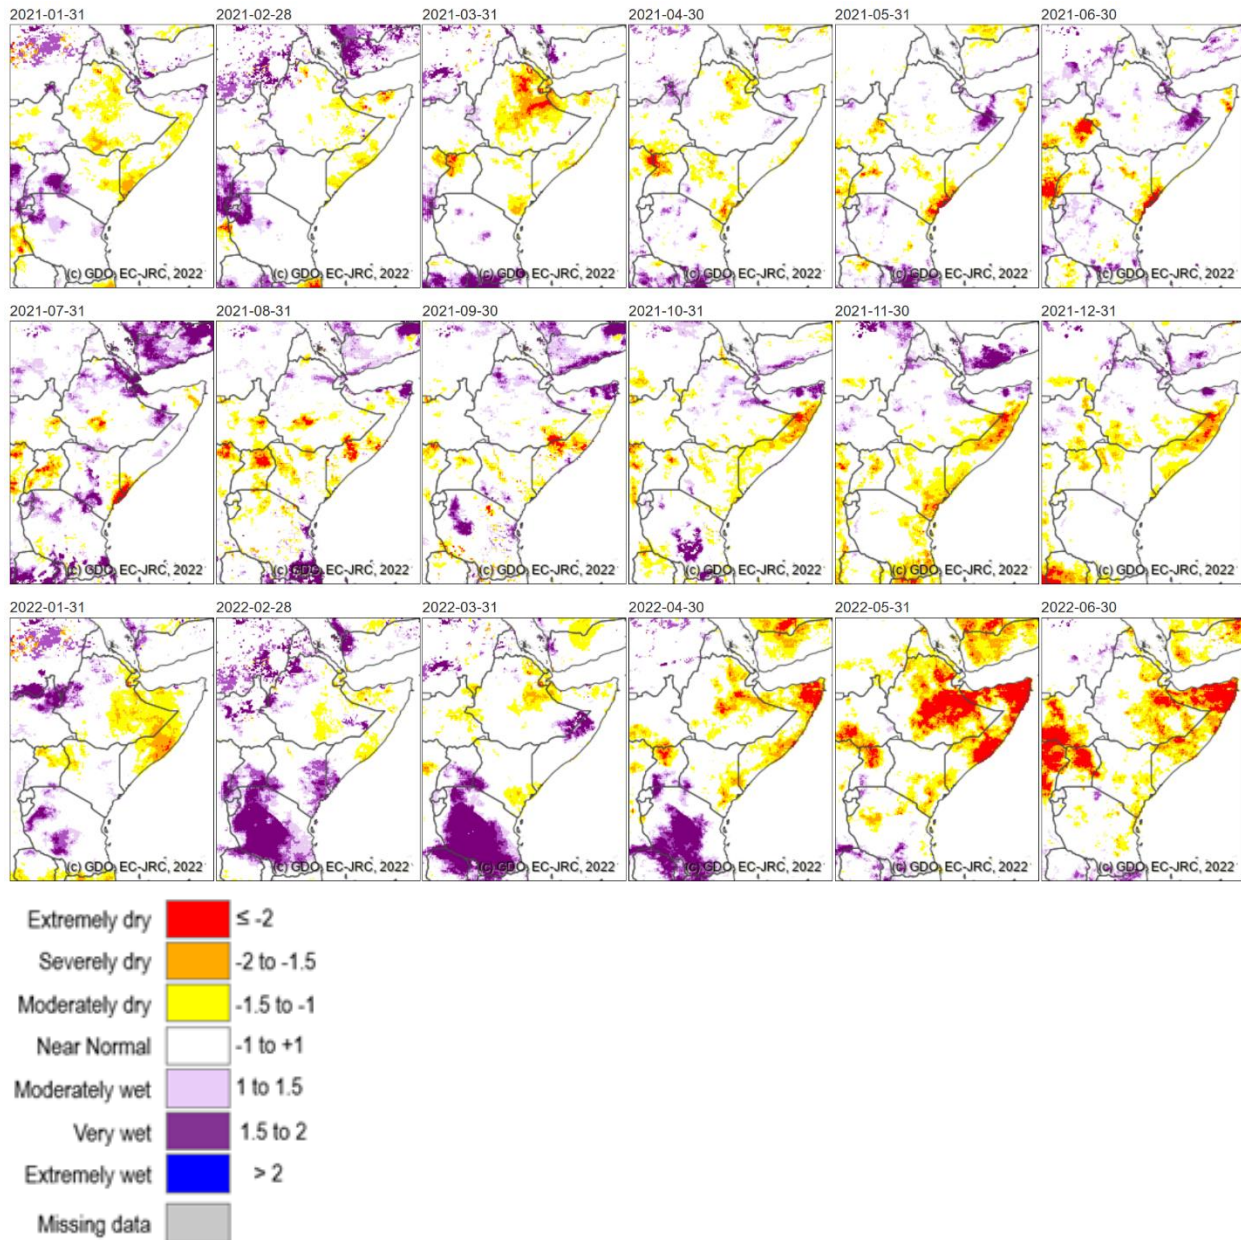 2021-01-31 2021-02-28 2021-03-31 2021-04-30 2021-05-31 2021-06-30
(c) GDO, EC-JRC, 2022 (c) GDO, EC-JRC, 2022 (c) GDO, EC-JRC, 2022 (c) GDO, EC-JRC, 2022 (c) GDO, EC-JRC, 2022 (c) GDO, EC-JRC, 2022
2021-07-31 2021-08-31 2021-09-30 2021-10-31 2021-11-30 2021-12-31
(c) GDO, EC-JRC, 2022 (c) GDO, EC-JRC, 2022 (c) GDO, EC-JRC, 2022 (c) GDO, EC-JRC, 2022 (c) GDO, EC-JRC, 2022 (c) GDO, EC-JRC, 2022
2022-01-31 2022-02-28 2022-03-31 2022-04-30 2022-05-31 2022-06-30
(c) GDO, EC-JRC, 2022 (c) GDO, EC-JRC, 2022 (c) GDO, EC-JRC, 2022 (c) GDO, EC-JRC, 2022 (c) GDO, EC-JRC, 2022 (c) GDO, EC-JRC, 2022
Extremely dry ≤ -2
Severely dry -2 to -1.5
Moderately dry -1.5 to -1
Near Normal -1 to +1
Moderately wet 1 to 1.5
Very wet 1.5 to 2
Extremely wet > 2
Missing data